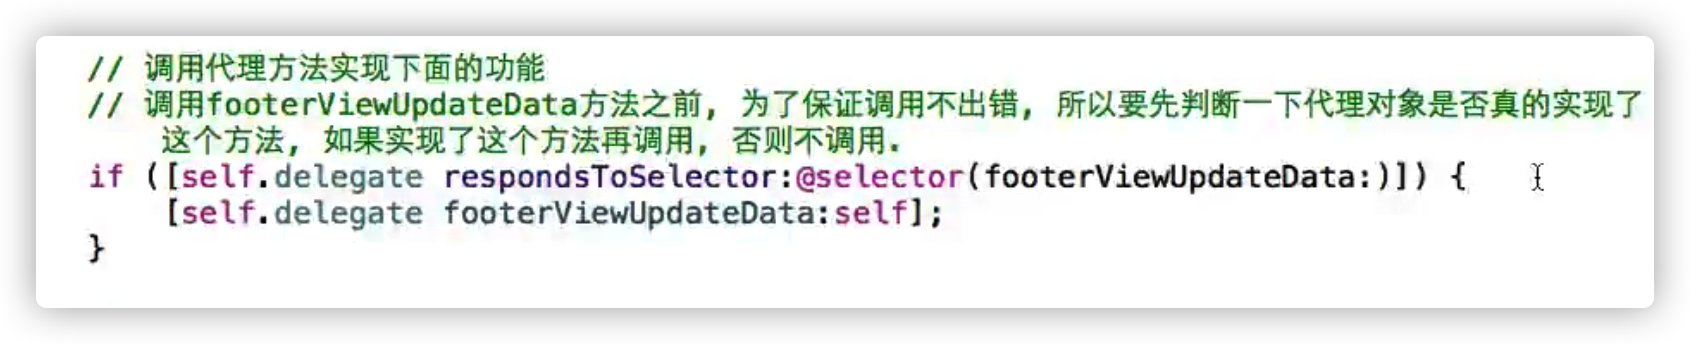 // 调用代理方法实现下面的功能
// 调用footerViewUpdateData方法之前, 为了保证调用不出错, 所以要先判断一下代理对象是否真的实现了
这个方法, 如果实现了这个方法再调用, 否则不调用.
if ([self.delegate respondsToSelector:@selector(footerViewUpdateData:)]) {
[self.delegate footerViewUpdateData:self];
}